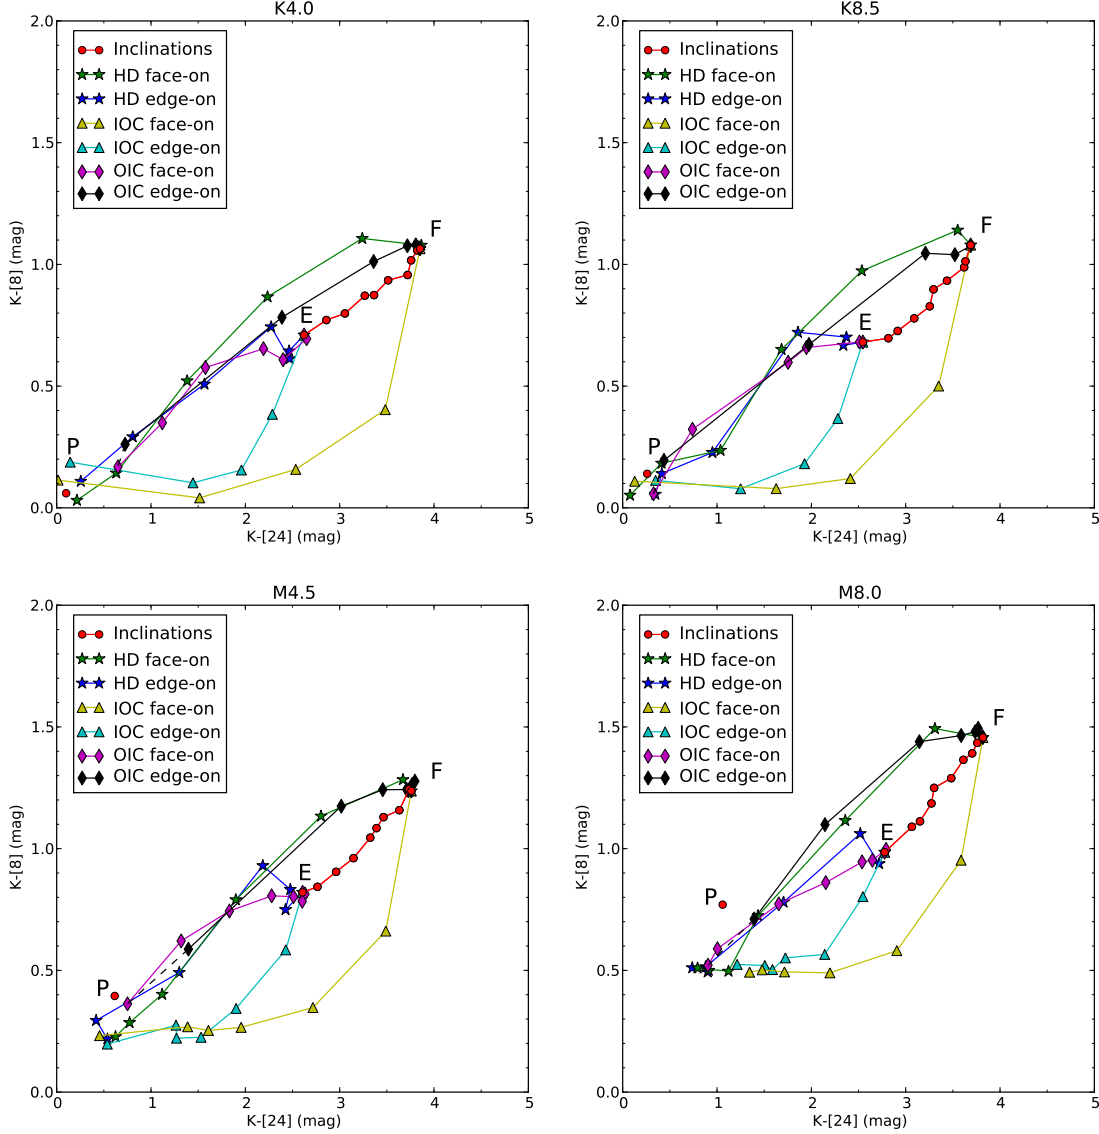 K4.0
K-[8] (mag)
2.0
1.5
1.0
0.5
0.0
Inclinations
HD face-on
HD edge-on
IOC face-on
IOC edge-on
OIC face-on
OIC edge-on
F
E
P
0 1 2 3 4 5
K-[24] (mag)
K8.5
K-[8] (mag)
2.0
1.5
1.0
0.5
0.0
Inclinations
HD face-on
HD edge-on
IOC face-on
IOC edge-on
OIC face-on
OIC edge-on
F
E
P
0 1 2 3 4 5
K-[24] (mag)
M4.5
K-[8] (mag)
2.0
1.5
1.0
0.5
0.0
Inclinations
HD face-on
HD edge-on
IOC face-on
IOC edge-on
OIC face-on
OIC edge-on
F
E
P
0 1 2 3 4 5
K-[24] (mag)
M8.0
K-[8] (mag)
2.0
1.5
1.0
0.5
0.0
Inclinations
HD face-on
HD edge-on
IOC face-on
IOC edge-on
OIC face-on
OIC edge-on
F
E
P
0 1 2 3 4 5
K-[24] (mag)